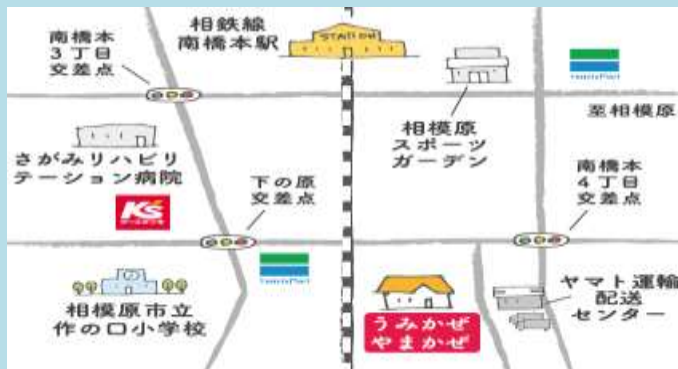 相鉄線
南橋本駅
STATION
南橋本
3丁目
交差点
至相模原
相模原
スポーツ
ガーデン
さがみリハビリ
テーション病院
K's
下の原
交差点
南橋本
4丁目
交差点
相模原市立
作の口小学校
うみかぜ
やまかぜ
ヤマト運輸
配送
センター